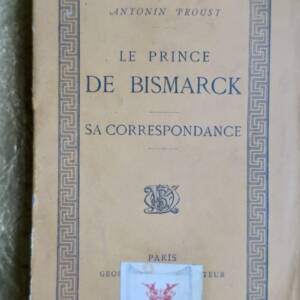 ANTONIN PROUST
LE PRINCE
DE BISMARCK
SA CORRESPONDANCE
PARIS